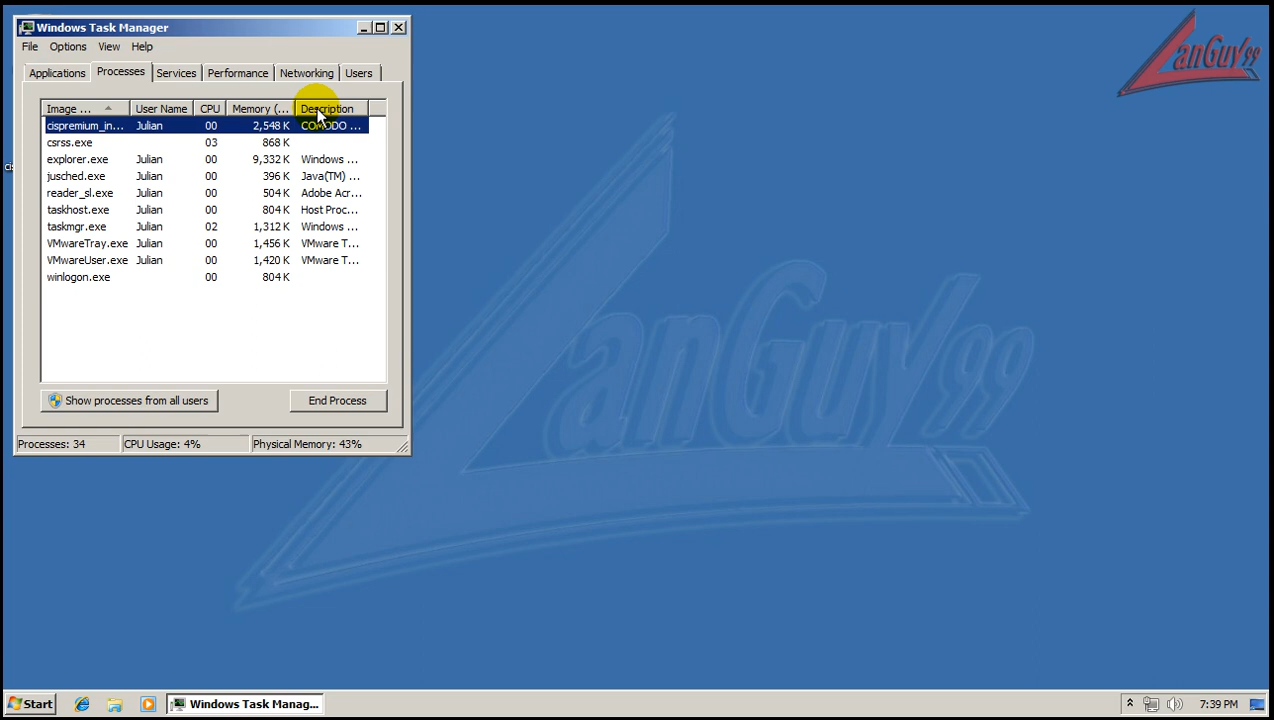 Windows Task Manager
File Options View Help
Applications Processes Services Performance Networking Users
Image ... User Name CPU Memory (... Description
cispremium_in... Julian 00 2,548 K COMODO ...
csrss.exe 03 868 K
explorer.exe Julian 00 9,332 K Windows ...
jusched.exe Julian 00 396 K Java(TM) ...
reader_sl.exe Julian 00 504 K Adobe Acr...
taskhost.exe Julian 00 804 K Host Proc...
taskmgr.exe Julian 02 1,312 K Windows ...
VMwareTray.exe Julian 00 1,456 K VMware T...
VMwareUser.exe Julian 00 1,420 K VMware T...
winlogon.exe 00 804 K
Show processes from all users End Process
Processes: 34 CPU Usage: 4% Physical Memory: 43%
LanGuy99
LanGuy99
Start Windows Task Manag... 7:39 PM